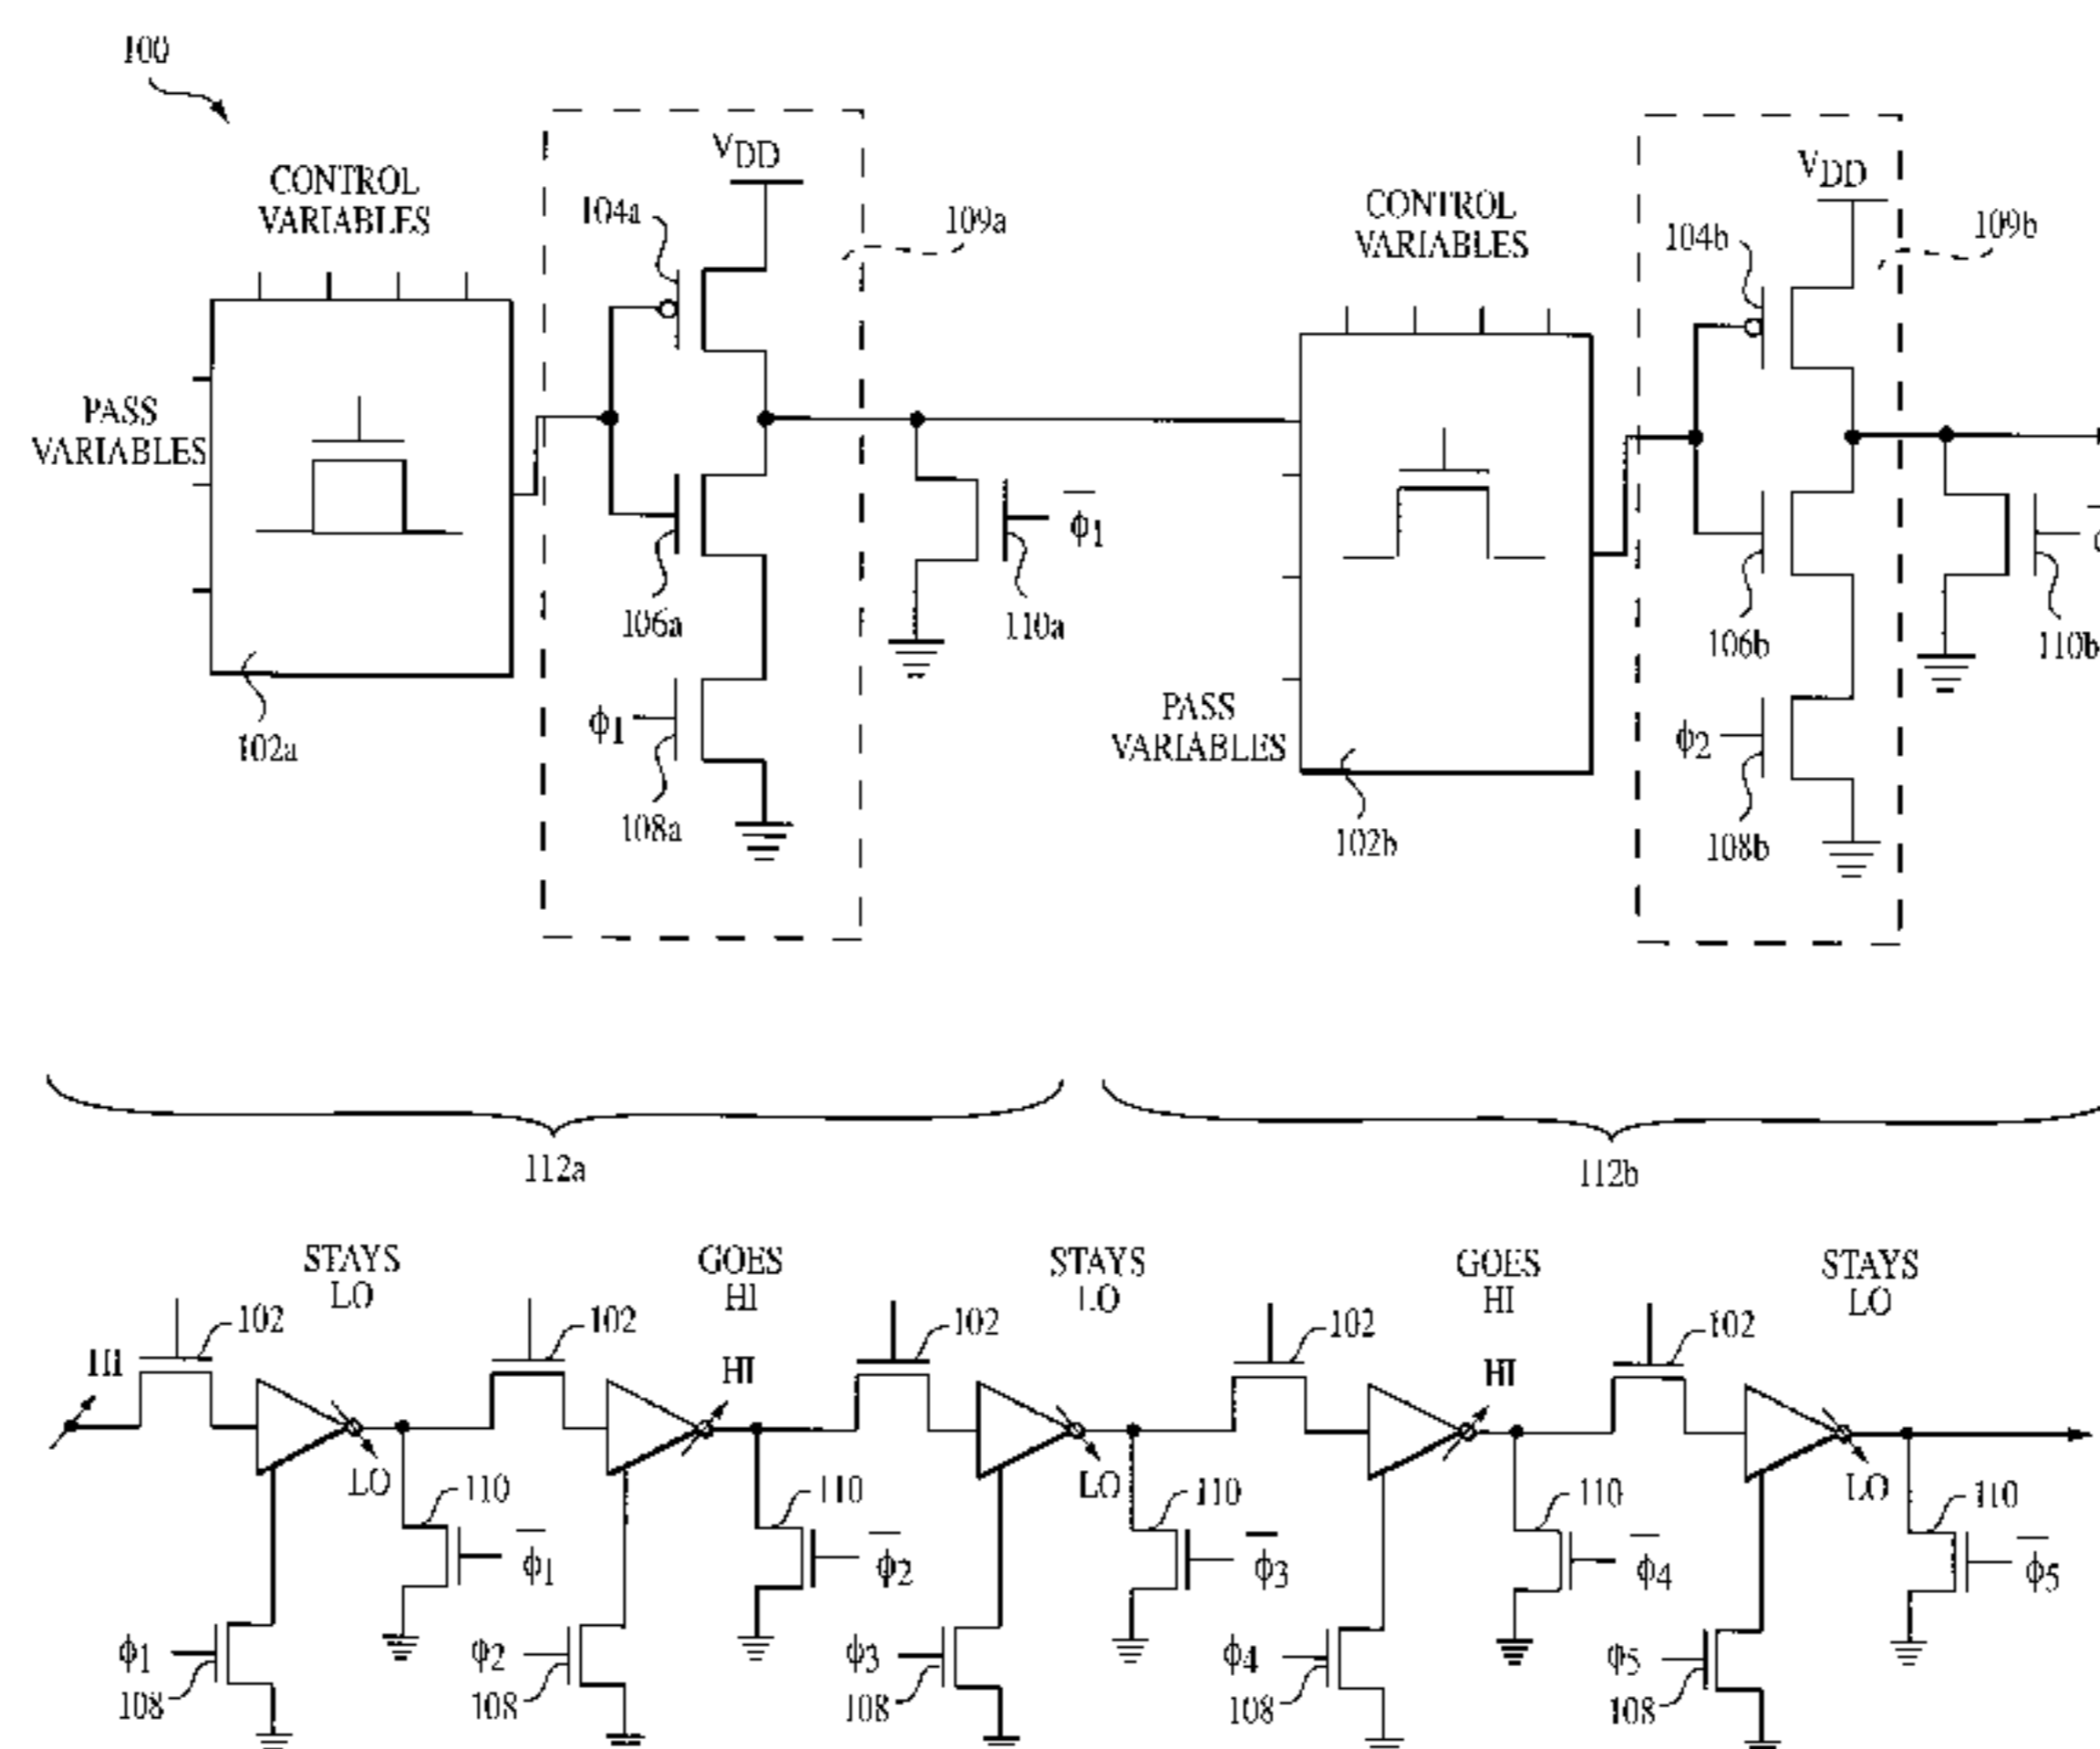 100
CONTROL
VARIABLES
PASS
VARIABLES
102a
VDD
104a
109a
106a
110a
φ1
φ1
108a
CONTROL
VARIABLES
PASS
VARIABLES
102b
VDD
104b
109b
106b
110b
φ2
108b
112a
112b
STAYS
LO
GOES
HI
STAYS
LO
GOES
HI
STAYS
LO
HI
102
102
HI
102
102
HI
102
LO
110
110
LO
110
110
LO
110
φ1
φ2
φ3
φ4
φ5
φ1
φ2
φ3
φ4
φ5
108
108
108
108
108